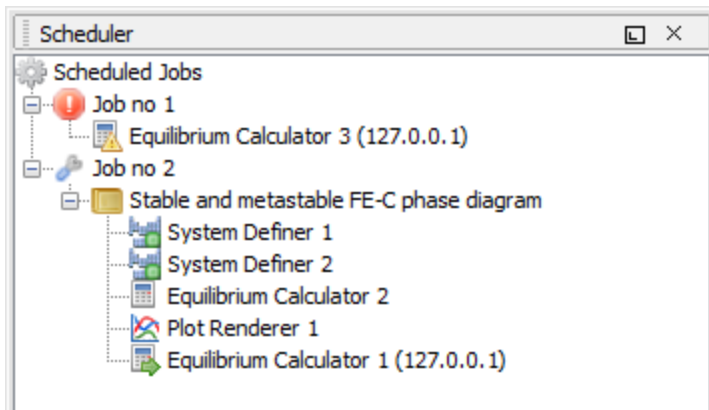 Scheduler
Scheduled Jobs
Job no 1
Equilibrium Calculator 3 (127.0.0.1)
Job no 2
Stable and metastable FE-C phase diagram
System Definer 1
System Definer 2
Equilibrium Calculator 2
Plot Renderer 1
Equilibrium Calculator 1 (127.0.0.1)